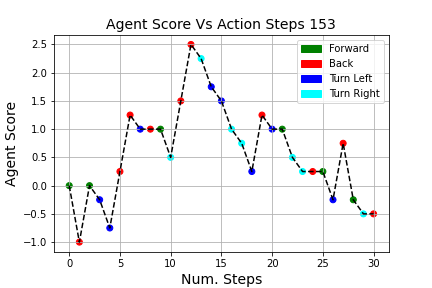 Agent Score Vs Action Steps 153
Agent Score
2.5
2.0
1.5
1.0
0.5
0.0
−0.5
−1.0
Forward
Back
Turn Left
Turn Right
0 5 10 15 20 25 30
Num. Steps